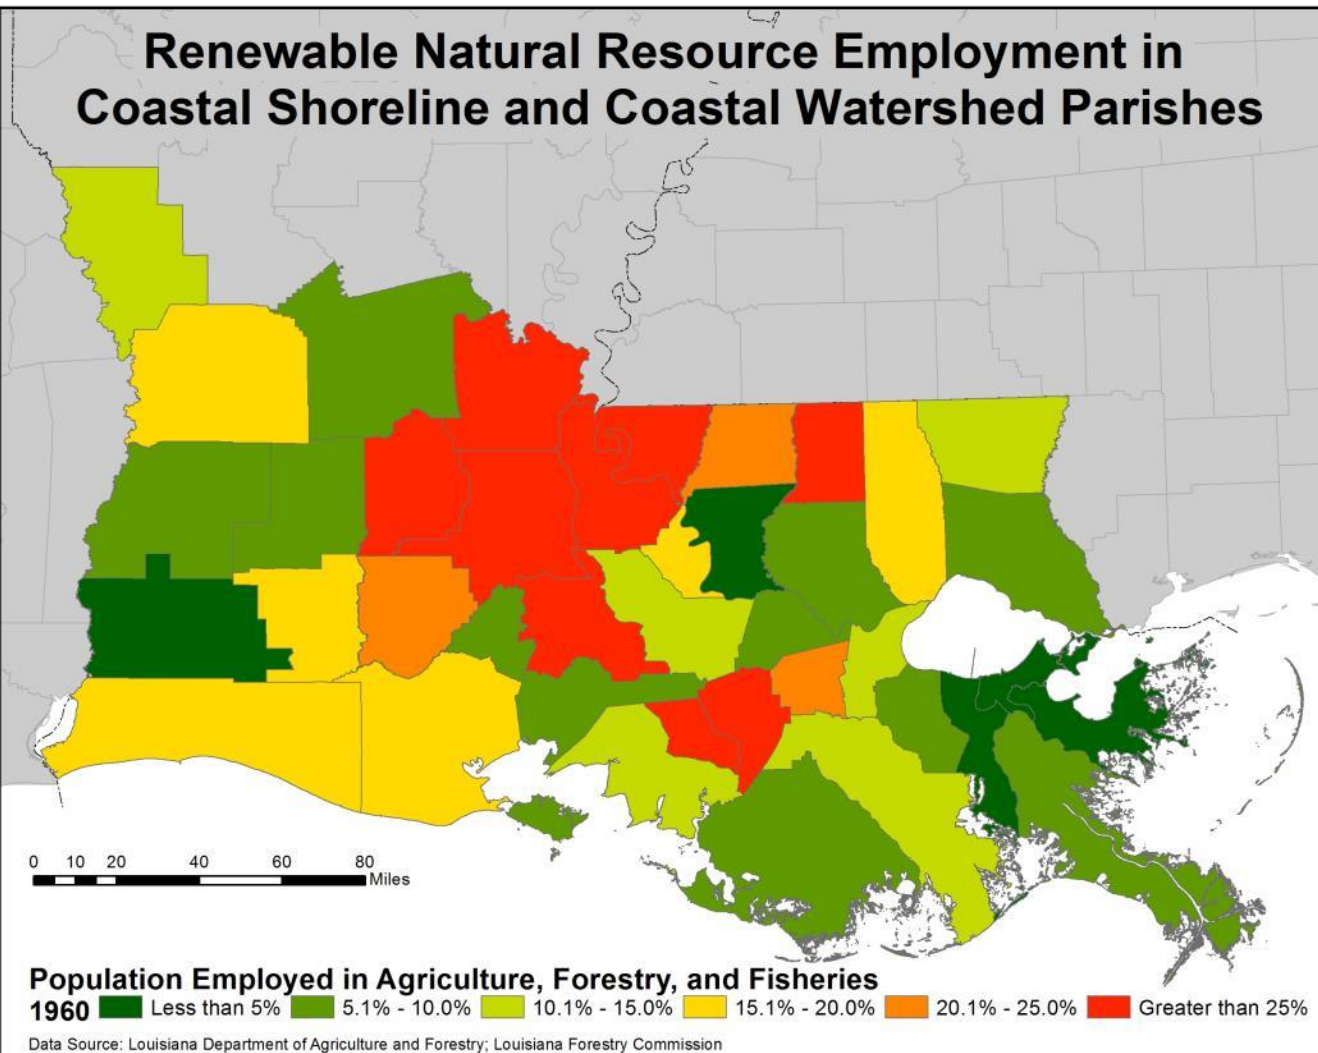 Renewable Natural Resource Employment in
Coastal Shoreline and Coastal Watershed Parishes
0 10 20 40 60 80
Miles
Population Employed in Agriculture, Forestry, and Fisheries
1960 Less than 5% 5.1% - 10.0% 10.1% - 15.0% 15.1% - 20.0% 20.1% - 25.0% Greater than 25%
Data Source: Louisiana Department of Agriculture and Forestry; Louisiana Forestry Commission